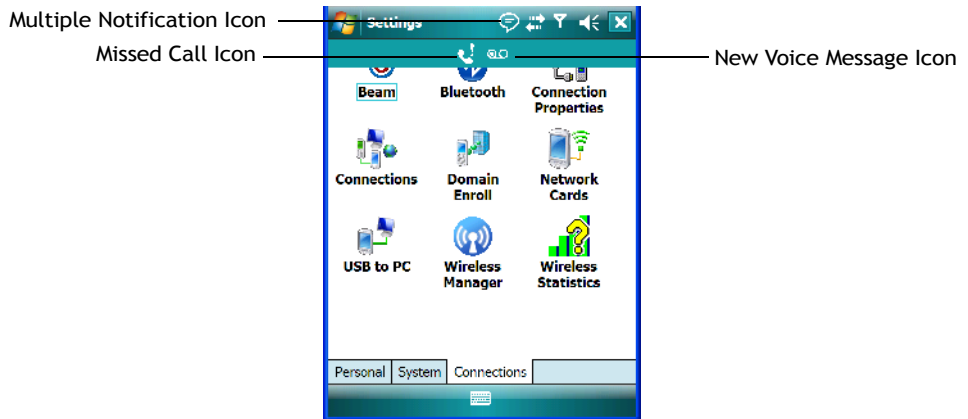 Multiple Notification Icon
Settings
Missed Call Icon
New Voice Message Icon
Beam
Bluetooth
Connection Properties
Connections
Domain Enroll
Network Cards
USB to PC
Wireless Manager
Wireless Statistics
Personal System Connections